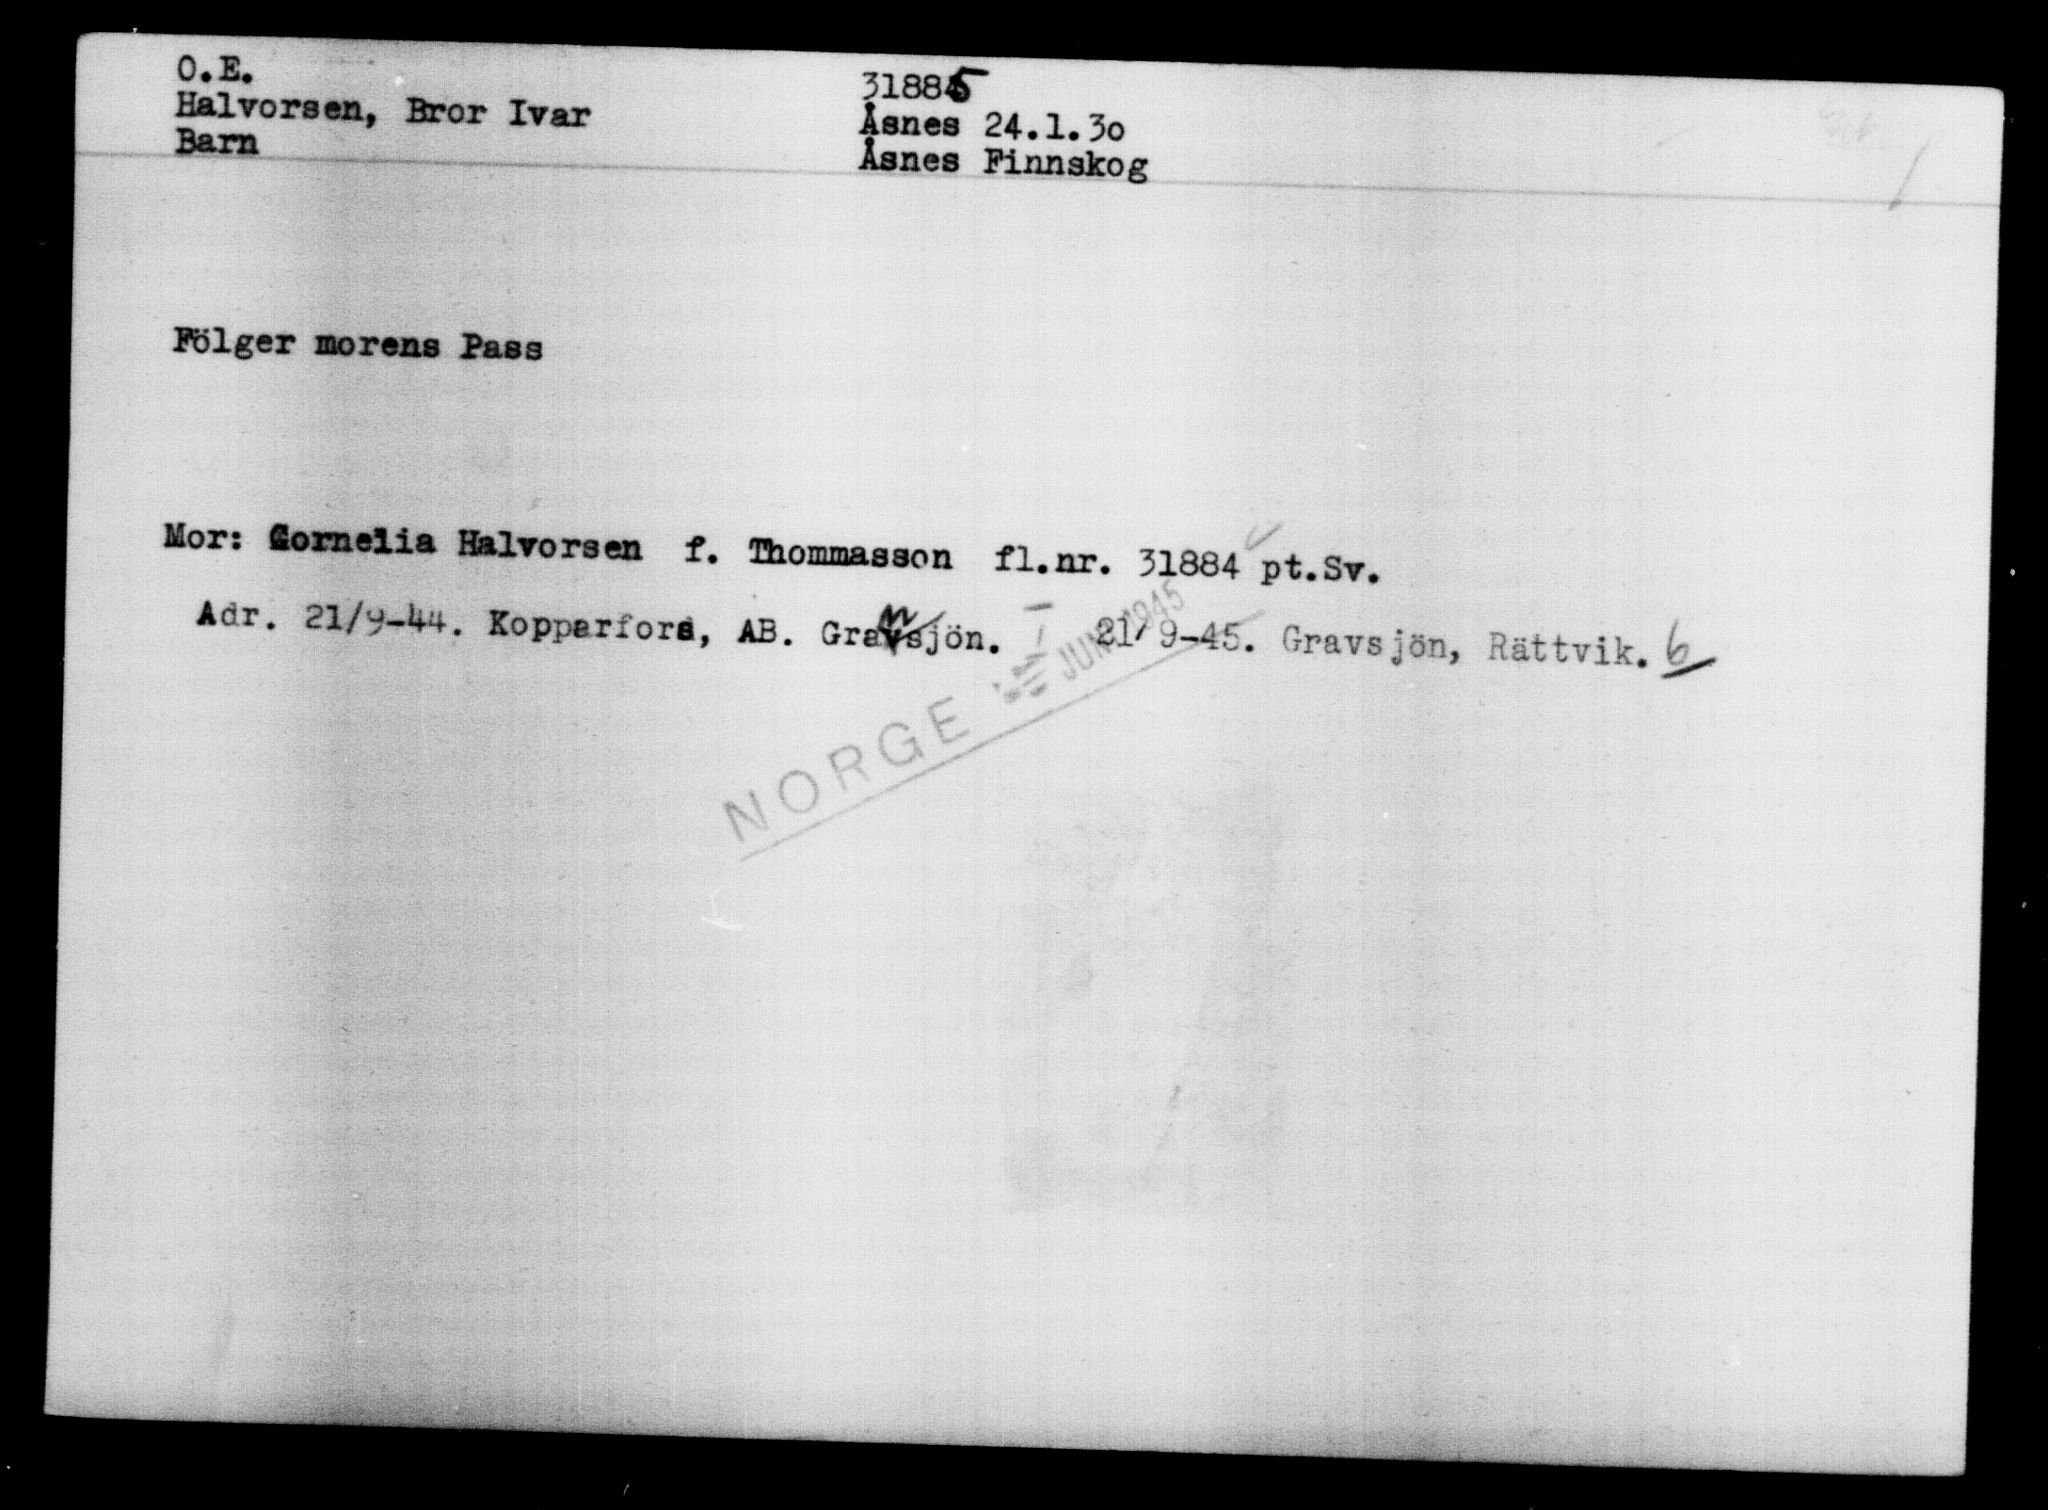 O.E.
Halvorsen, Bror Ivar
Barn
31885
Åsnes 24.1.3o
Åsnes Finnskog
Fölger morens Pass
Mor: Cornelia Halvorsen f. Thommasson fl.nr. 31884 pt.Sv.
Adr. 21/9-44. Kopparfors, AB. Gravsjön. 21/9-45. Gravsjön, Rättvik. 6
NORGE JUN 1945